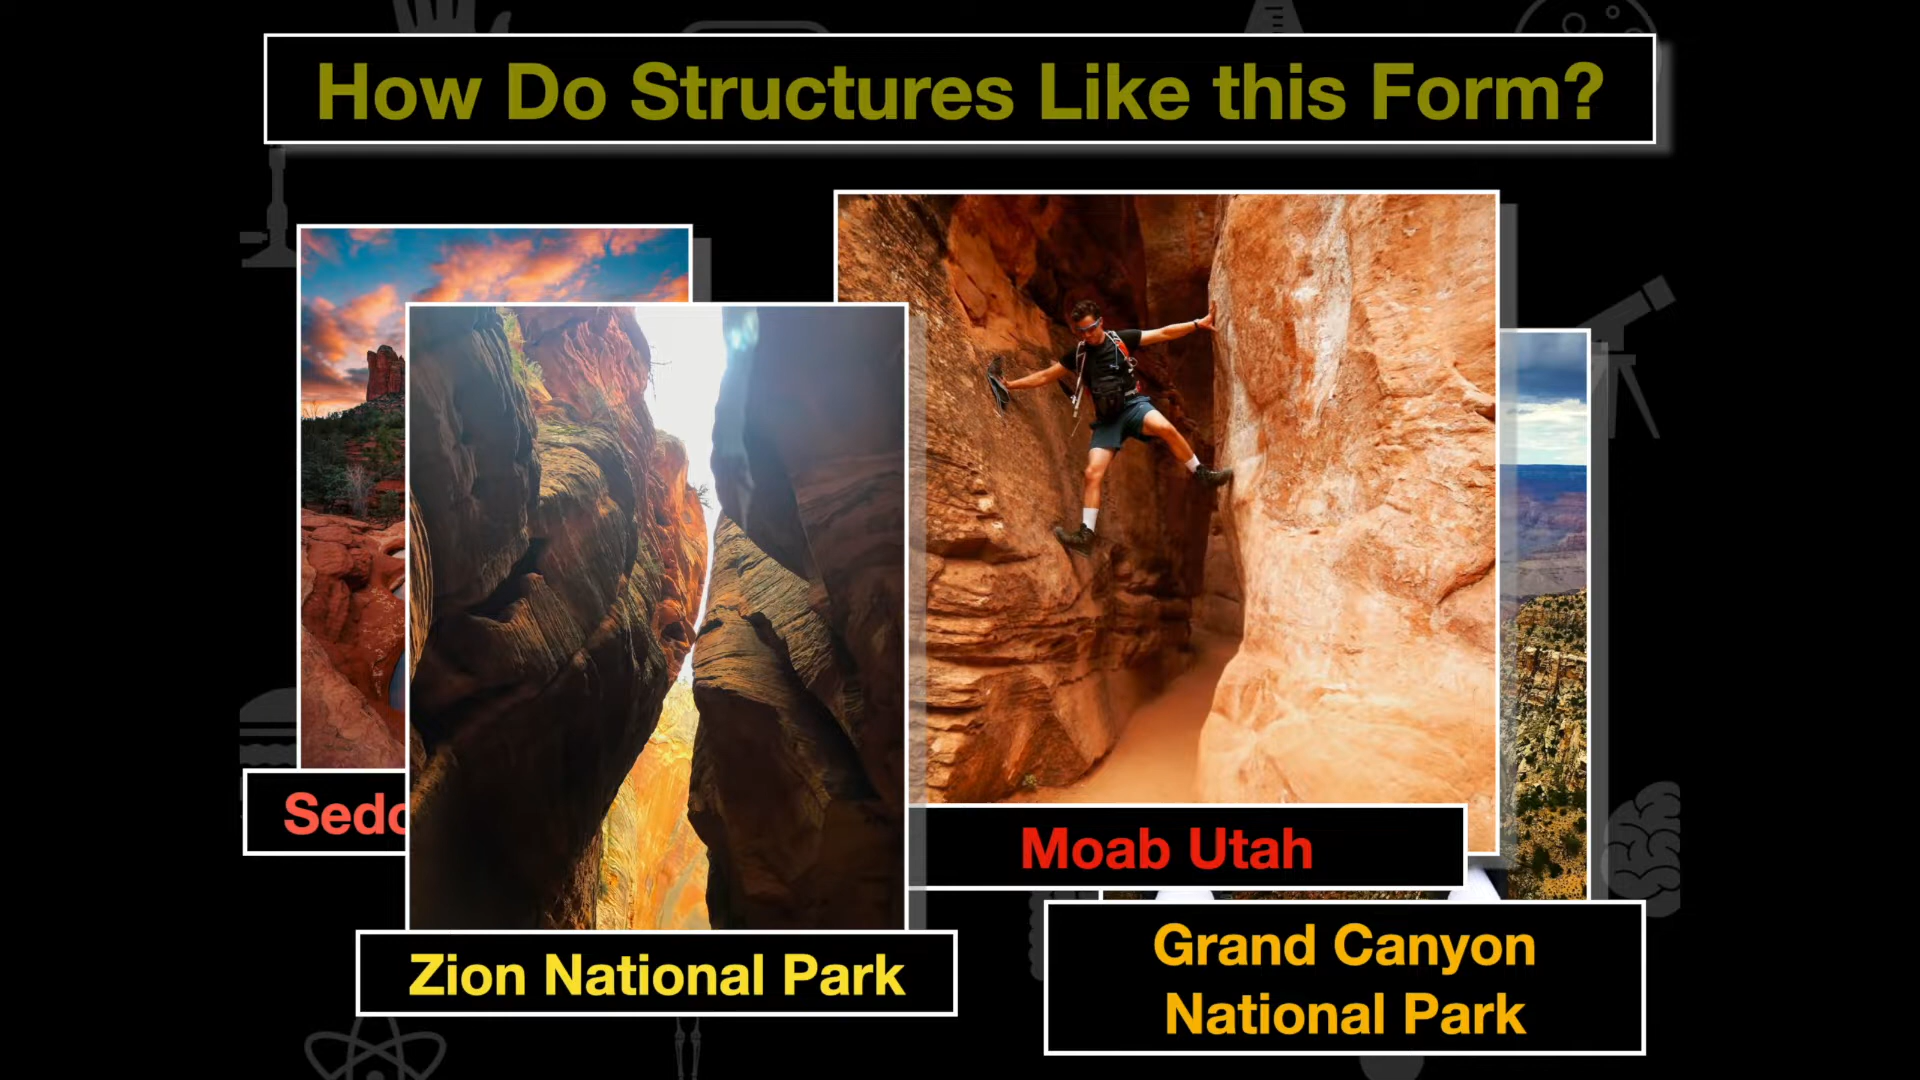 How Do Structures Like this Form?
Moab Utah
Zion National Park
Grand Canyon
National Park